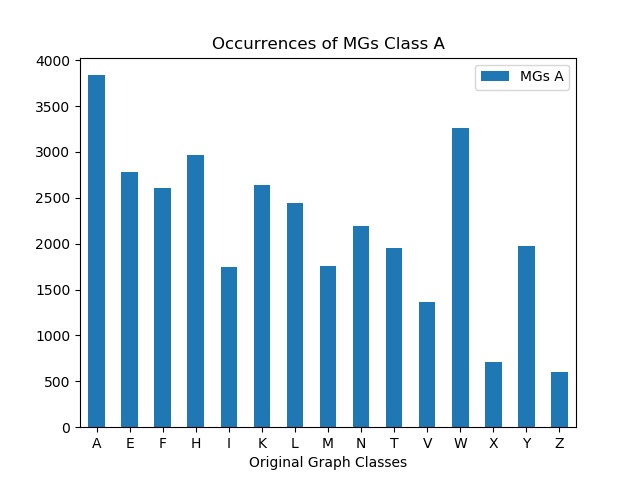 Occurrences of MGs Class A
MGs A
4000
3500
3000
2500
2000
1500
1000
500
0
A E F H I K L M N T V W X Y Z
Original Graph Classes